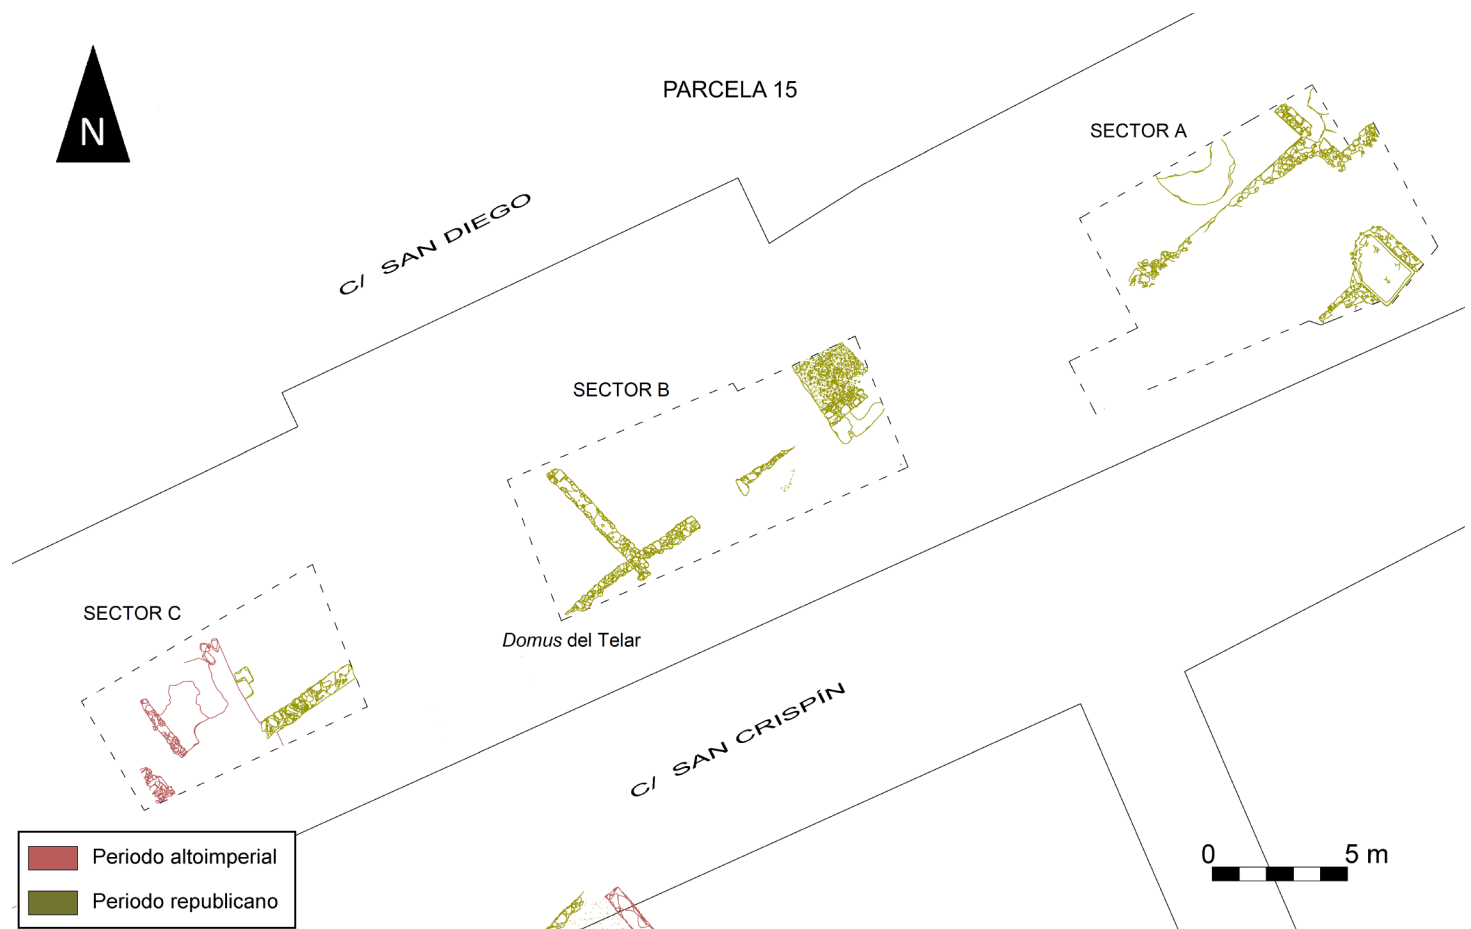 N
PARCELA 15
SECTOR A
C/ SAN DIEGO
SECTOR B
Domus del Telar
SECTOR C
C/ SAN CRISPÍN
Periodo altoimperial
Periodo republicano
0 5 m